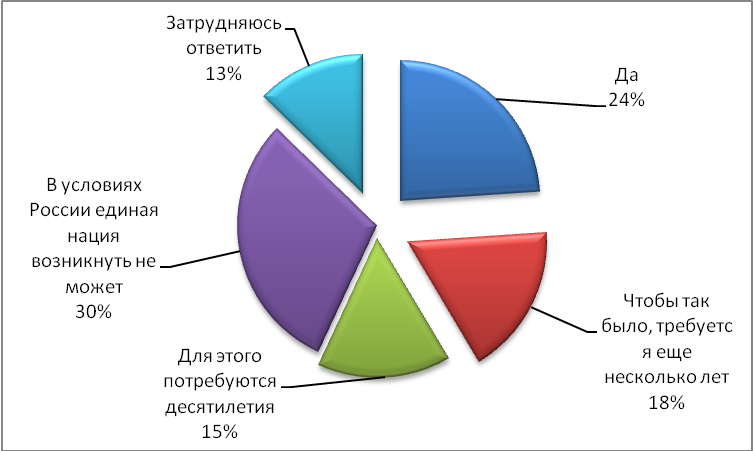 Затрудняюсь
ответить
13%
Да
24%
В условиях
России единая
нация
возникнуть не
может
30%
Чтобы так
было, требуетс
я еще
несколько лет
18%
Для этого
потребуются
десятилетия
15%